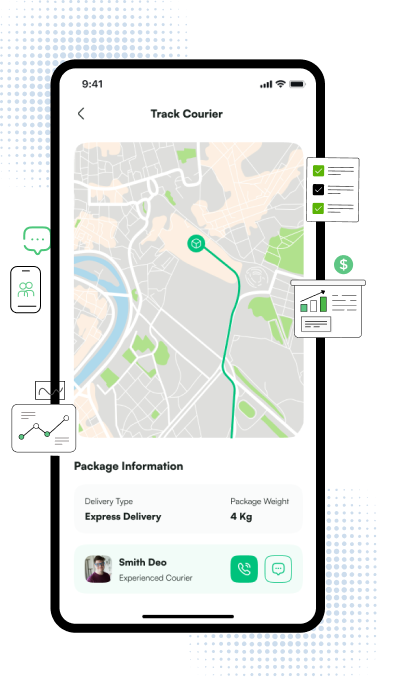 9:41
Track Courier
$
Package Information
Delivery Type
Package Weight
Express Delivery
4 Kg
Smith Deo
Experienced Courier